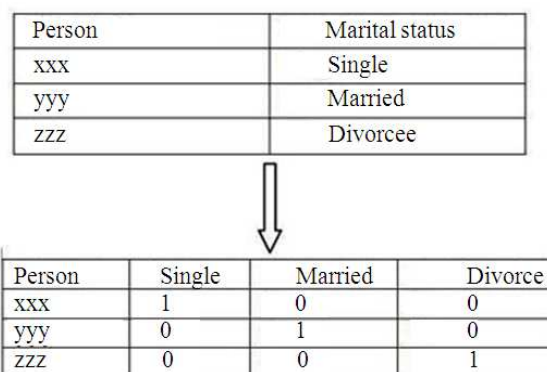 Person Marital status
xxx Single
yyy Married
zzz Divorcee
Person Single Married Divorce
xxx 1 0 0
yyy 0 1 0
zzz 0 0 1